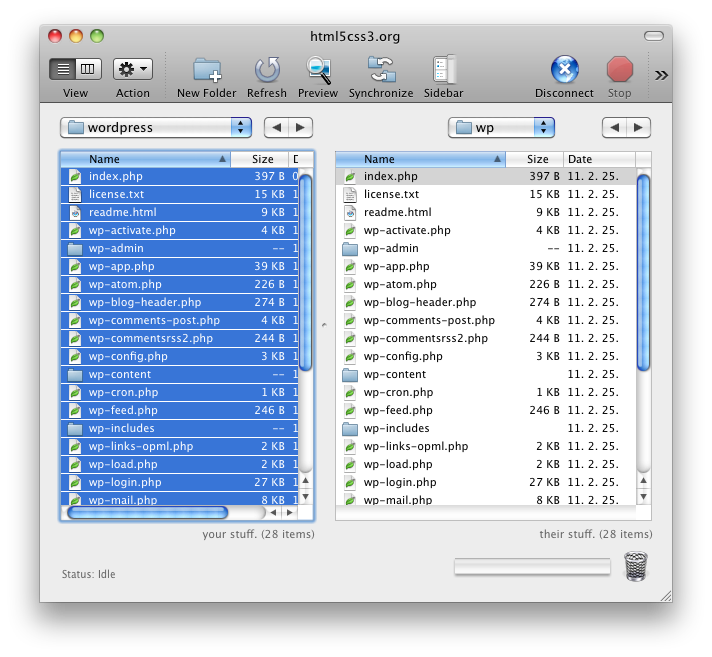 html5css3.org
View Action New Folder Refresh Preview Synchronize Sidebar Disconnect Stop
wordpress wp
Name Size D Name Size Date
index.php 397 B 0 index.php 397 B 11. 2. 25.
license.txt 15 KB 1 license.txt 15 KB 11. 2. 25.
readme.html 9 KB 1 readme.html 9 KB 11. 2. 25.
wp-activate.php 4 KB 1 wp-activate.php 4 KB 11. 2. 25.
wp-admin -- 1 wp-admin -- 11. 2. 25.
wp-app.php 39 KB 1 wp-app.php 39 KB 11. 2. 25.
wp-atom.php 226 B 1 wp-atom.php 226 B 11. 2. 25.
wp-blog-header.php 274 B 1 wp-blog-header.php 274 B 11. 2. 25.
wp-comments-post.php 4 KB 1 wp-comments-post.php 4 KB 11. 2. 25.
wp-commentsrss2.php 244 B 1 wp-commentsrss2.php 244 B 11. 2. 25.
wp-config.php 3 KB 1 wp-config.php 3 KB 11. 2. 25.
wp-content -- 1 wp-content 11. 2. 25.
wp-cron.php 1 KB 1 wp-cron.php 1 KB 11. 2. 25.
wp-feed.php 246 B 1 wp-feed.php 246 B 11. 2. 25.
wp-includes -- 1 wp-includes 11. 2. 25.
wp-links-opml.php 2 KB 1 wp-links-opml.php 2 KB 11. 2. 25.
wp-load.php 2 KB 1 wp-load.php 2 KB 11. 2. 25.
wp-login.php 27 KB 1 wp-login.php 27 KB 11. 2. 25.
wp-mail.php 8 KB 1 wp-mail.php 8 KB 11. 2. 25.
your stuff. (28 items) their stuff. (28 items)
Status: Idle